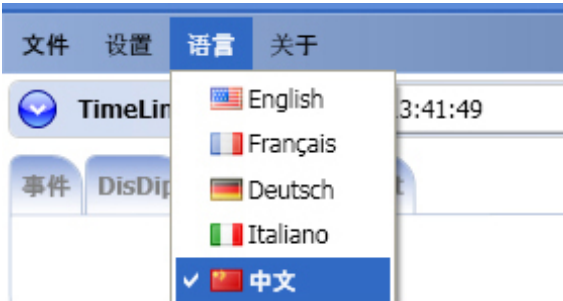 文件 设置 语言 关于
English
TimeLin 3:41:49
Français
事件 DisDip t
Deutsch
Italiano
中文